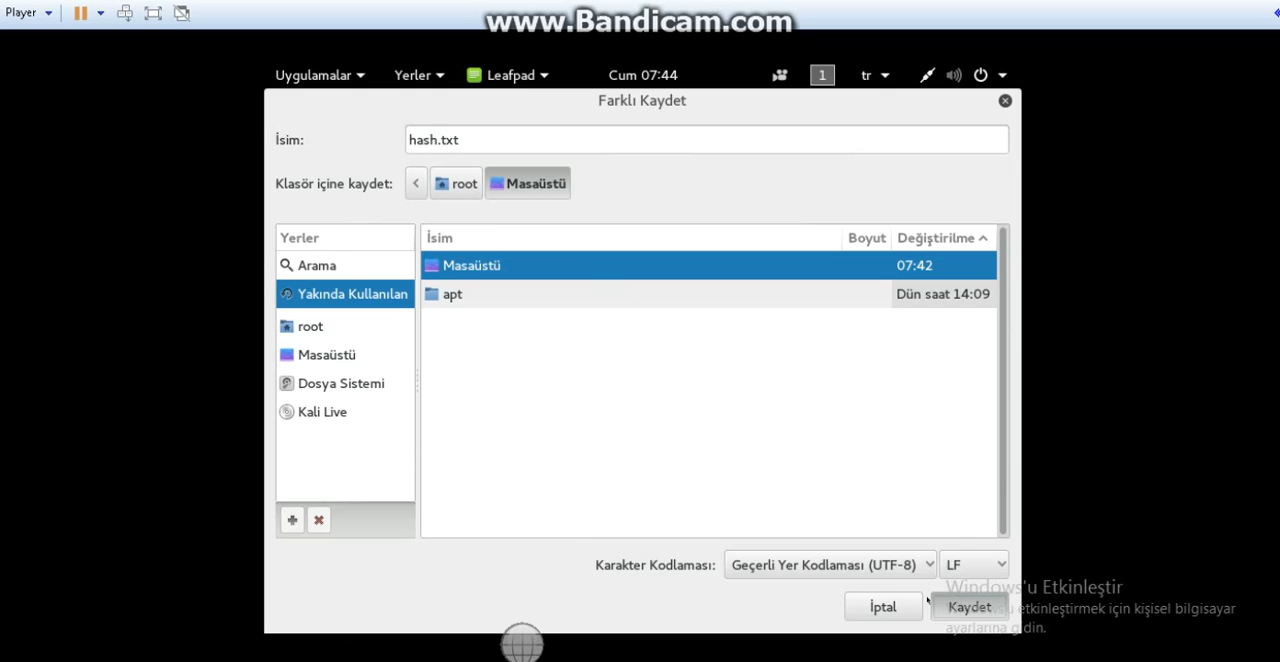 Player
www.Bandicam.com
Uygulamalar Yerler Leafpad Cum 07:44 1 tr
Farklı Kaydet
İsim: hash.txt
Klasör içine kaydet: < root Masaüstü
Yerler İsim Boyut Değiştirilme
Arama Masaüstü 07:42
Yakında Kullanılan apt Dün saat 14:09
root
Masaüstü
Dosya Sistemi
Kali Live
Karakter Kodlaması: Geçerli Yer Kodlaması (UTF-8) LF
Windows'u Etkinleştir
İptal Kaydet
etkinleştirmek için kişisel bilgisayar
ayarlarına gidin.